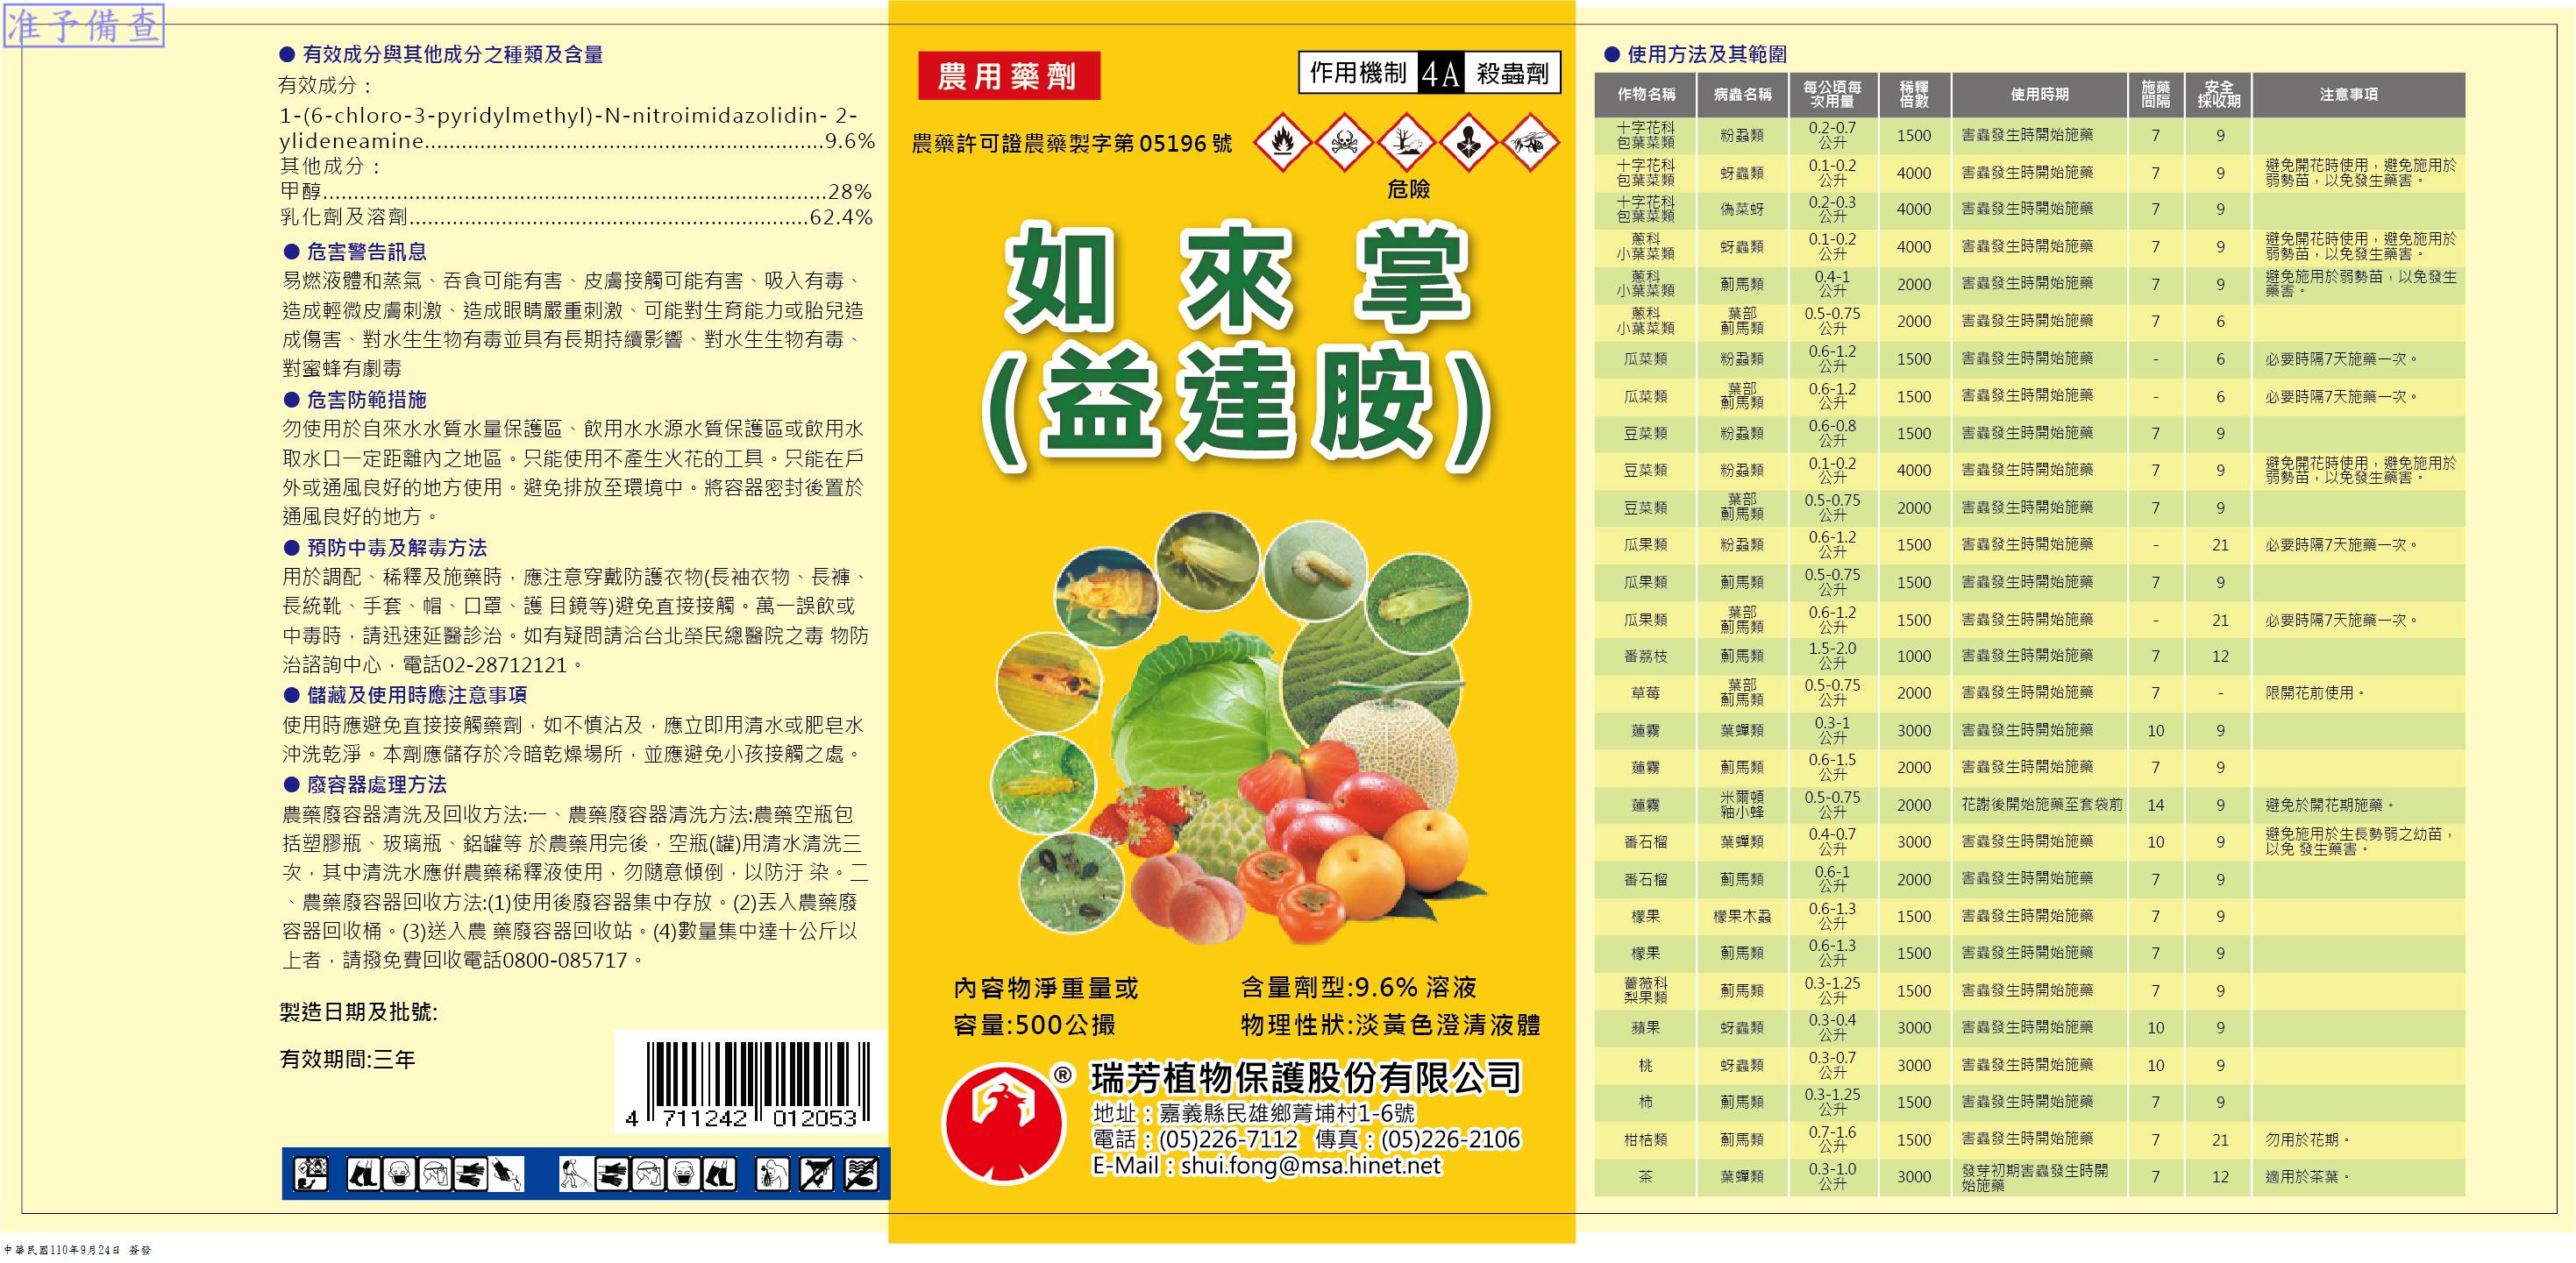 准予備查
● 有效成分與其他成分之種類及含量
有效成分：
1-(6-chloro-3-pyridylmethyl)-N-nitroimidazolidin- 2-
ylideneamine.................................................................9.6%
其他成分：
甲醇....................................................................................28%
乳化劑及溶劑..................................................................62.4%
● 危害警告訊息
易燃液體和蒸氣、吞食可能有害、皮膚接觸可能有害、吸入有毒、
造成輕微皮膚刺激、造成眼睛嚴重刺激、可能對生育能力或胎兒造
成傷害、對水生生物有毒並具有長期持續影響、對水生生物有毒、
對蜜蜂有劇毒
● 危害防範措施
勿使用於自來水水質水量保護區、飲用水水源水質保護區或飲用水
取水口一定距離內之地區。只能使用不產生火花的工具。只能在戶
外或通風良好的地方使用。避免排放至環境中。將容器密封後置於
通風良好的地方。
● 預防中毒及解毒方法
用於調配、稀釋及施藥時，應注意穿戴防護衣物(長袖衣物、長褲、
長統靴、手套、帽、口罩、護 目鏡等)避免直接接觸。萬一誤飲或
中毒時，請迅速延醫診治。如有疑問請洽台北榮民總醫院之毒 物防
治諮詢中心，電話02-28712121。
● 儲藏及使用時應注意事項
使用時應避免直接接觸藥劑，如不慎沾及，應立即用清水或肥皂水
沖洗乾淨。本劑應儲存於冷暗乾燥場所，並應避免小孩接觸之處。
● 廢容器處理方法
農藥廢容器清洗及回收方法:一、農藥廢容器清洗方法:農藥空瓶包
括塑膠瓶、玻璃瓶、鋁罐等 於農藥用完後，空瓶(罐)用清水清洗三
次，其中清洗水應併農藥稀釋液使用，勿隨意傾倒，以防汙 染。二
、農藥廢容器回收方法:(1)使用後廢容器集中存放。(2)丟入農藥廢
容器回收桶。(3)送入農 藥廢容器回收站。(4)數量集中達十公斤以
上者，請撥免費回收電話0800-085717。
製造日期及批號:
有效期間:三年
4 711242 012053
農用藥劑
作用機制 4A 殺蟲劑
農藥許可證農藥製字第 05196 號
危險
如來掌
(益達胺)
內容物淨重量或
容量:500公撮
含量劑型:9.6% 溶液
物理性狀:淡黃色澄清液體
® 瑞芳植物保護股份有限公司
地址：嘉義縣民雄鄉菁埔村1-6號
電話：(05)226-7112 傳真：(05)226-2106
E-Mail：shui.fong@msa.hinet.net
● 使用方法及其範圍
作物名稱 病蟲名稱 每公頃每次用量 稀釋倍數 使用時期 施藥間隔 安全採收期 注意事項
十字花科包葉菜類 粉蝨類 0.2-0.7公升 1500 害蟲發生時開始施藥 7 9
十字花科包葉菜類 蚜蟲類 0.1-0.2公升 4000 害蟲發生時開始施藥 7 9 避免開花時使用，避免施用於弱勢苗，以免發生藥害。
十字花科包葉菜類 偽菜蚜 0.2-0.3公升 4000 害蟲發生時開始施藥 7 9
蔥科小葉菜類 蚜蟲類 0.1-0.2公升 4000 害蟲發生時開始施藥 7 9 避免開花時使用，避免施用於弱勢苗，以免發生藥害。
蔥科小葉菜類 薊馬類 0.4-1公升 2000 害蟲發生時開始施藥 7 9 避免施用於弱勢苗，以免發生藥害。
蔥科小葉菜類 葉部薊馬類 0.5-0.75公升 2000 害蟲發生時開始施藥 7 6
瓜菜類 粉蝨類 0.6-1.2公升 1500 害蟲發生時開始施藥 - 6 必要時隔7天施藥一次。
瓜菜類 葉部薊馬類 0.6-1.2公升 1500 害蟲發生時開始施藥 - 6 必要時隔7天施藥一次。
豆菜類 粉蝨類 0.6-0.8公升 1500 害蟲發生時開始施藥 7 9
豆菜類 粉蝨類 0.1-0.2公升 4000 害蟲發生時開始施藥 7 9 避免開花時使用，避免施用於弱勢苗，以免發生藥害。
豆菜類 葉部薊馬類 0.5-0.75公升 2000 害蟲發生時開始施藥 7 9
瓜果類 粉蝨類 0.6-1.2公升 1500 害蟲發生時開始施藥 - 21 必要時隔7天施藥一次。
瓜果類 薊馬類 0.5-0.75公升 1500 害蟲發生時開始施藥 7 9
瓜果類 葉部薊馬類 0.6-1.2公升 1500 害蟲發生時開始施藥 - 21 必要時隔7天施藥一次。
番荔枝 薊馬類 1.5-2.0公升 1000 害蟲發生時開始施藥 7 12
草莓 葉部薊馬類 0.5-0.75公升 2000 害蟲發生時開始施藥 7 - 限開花前使用。
蓮霧 葉蟬類 0.3-1公升 3000 害蟲發生時開始施藥 10 9
蓮霧 薊馬類 0.6-1.5公升 2000 害蟲發生時開始施藥 7 9
蓮霧 米爾頓釉小蜂 0.5-0.75公升 2000 花謝後開始施藥至套袋前 14 9 避免於開花期施藥。
番石榴 葉蟬類 0.4-0.7公升 3000 害蟲發生時開始施藥 10 9 避免施用於生長勢弱之幼苗，以免 發生藥害。
番石榴 薊馬類 0.6-1公升 2000 害蟲發生時開始施藥 7 9
檬果 檬果木蝨 0.6-1.3公升 1500 害蟲發生時開始施藥 7 9
檬果 薊馬類 0.6-1.3公升 1500 害蟲發生時開始施藥 7 9
薔薇科梨果類 薊馬類 0.3-1.25公升 1500 害蟲發生時開始施藥 7 9
蘋果 蚜蟲類 0.3-0.4公升 3000 害蟲發生時開始施藥 10 9
桃 蚜蟲類 0.3-0.7公升 3000 害蟲發生時開始施藥 10 9
柿 薊馬類 0.3-1.25公升 1500 害蟲發生時開始施藥 7 9
柑桔類 薊馬類 0.7-1.6公升 1500 害蟲發生時開始施藥 7 21 勿用於花期。
茶 葉蟬類 0.3-1.0公升 3000 發芽初期害蟲發生時開始施藥 7 12 適用於茶葉。
中華民國110年9月24日 簽發